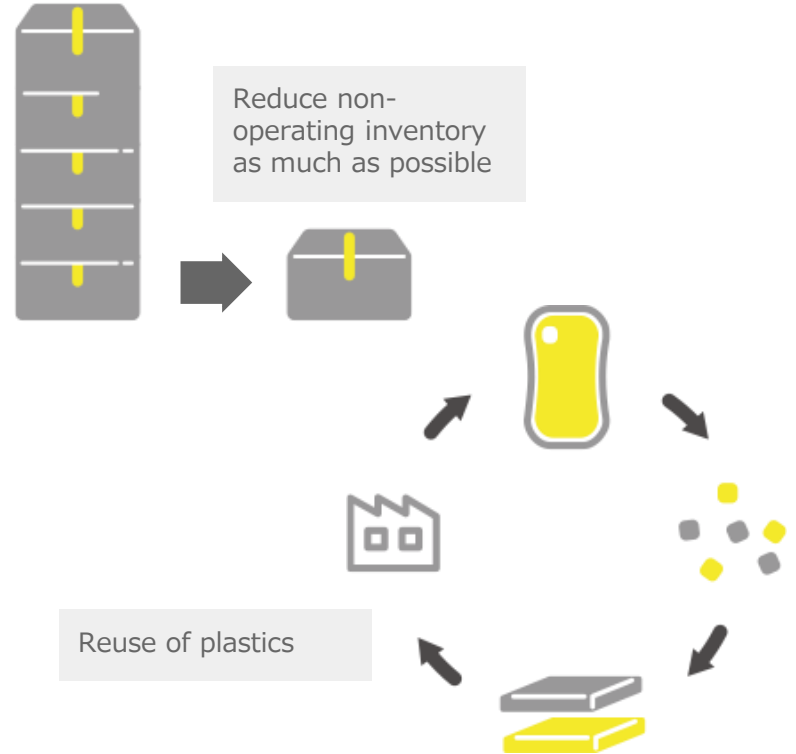 Reduce non-
operating inventory
as much as possible
Reuse of plastics